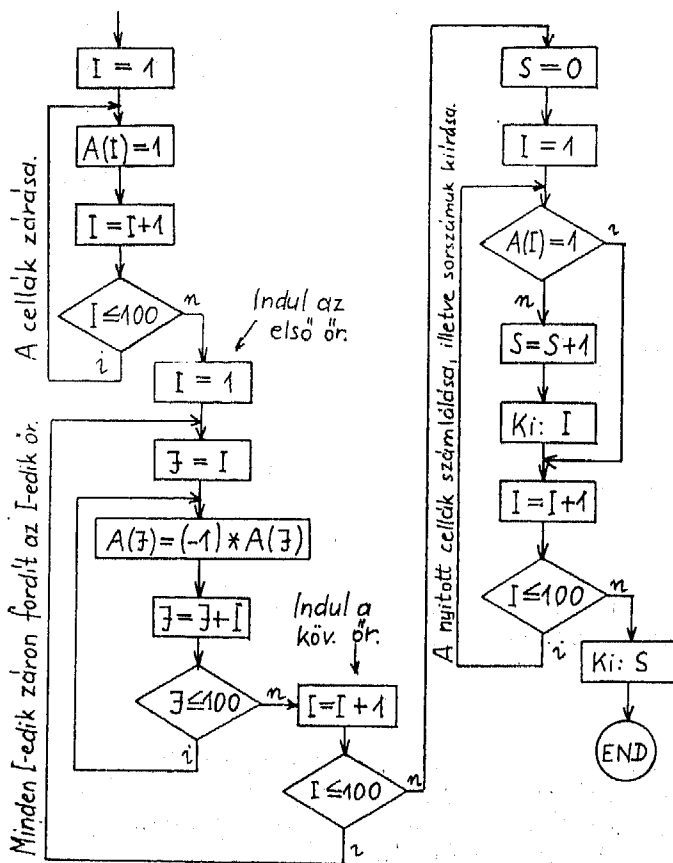 I = 1
A(I)=1
I=I+1
I≤100
n
i
A cellák zárása.
Indul az
első őr.
I = 1
J = I
A(J)=(-1)*A(J)
J=J+I
J≤100
n
i
Indul a
köv. őr.
I=I+1
I≤100
n
i
Minden I-edik záron fordít az I-edik őr.
S=0
I=1
A(I)=1
i
n
S=S+1
Ki: I
I=I+1
I≤100
n
i
A nyitott cellák számlálása, illetve sorszámuk kiírása.
Ki: S
END